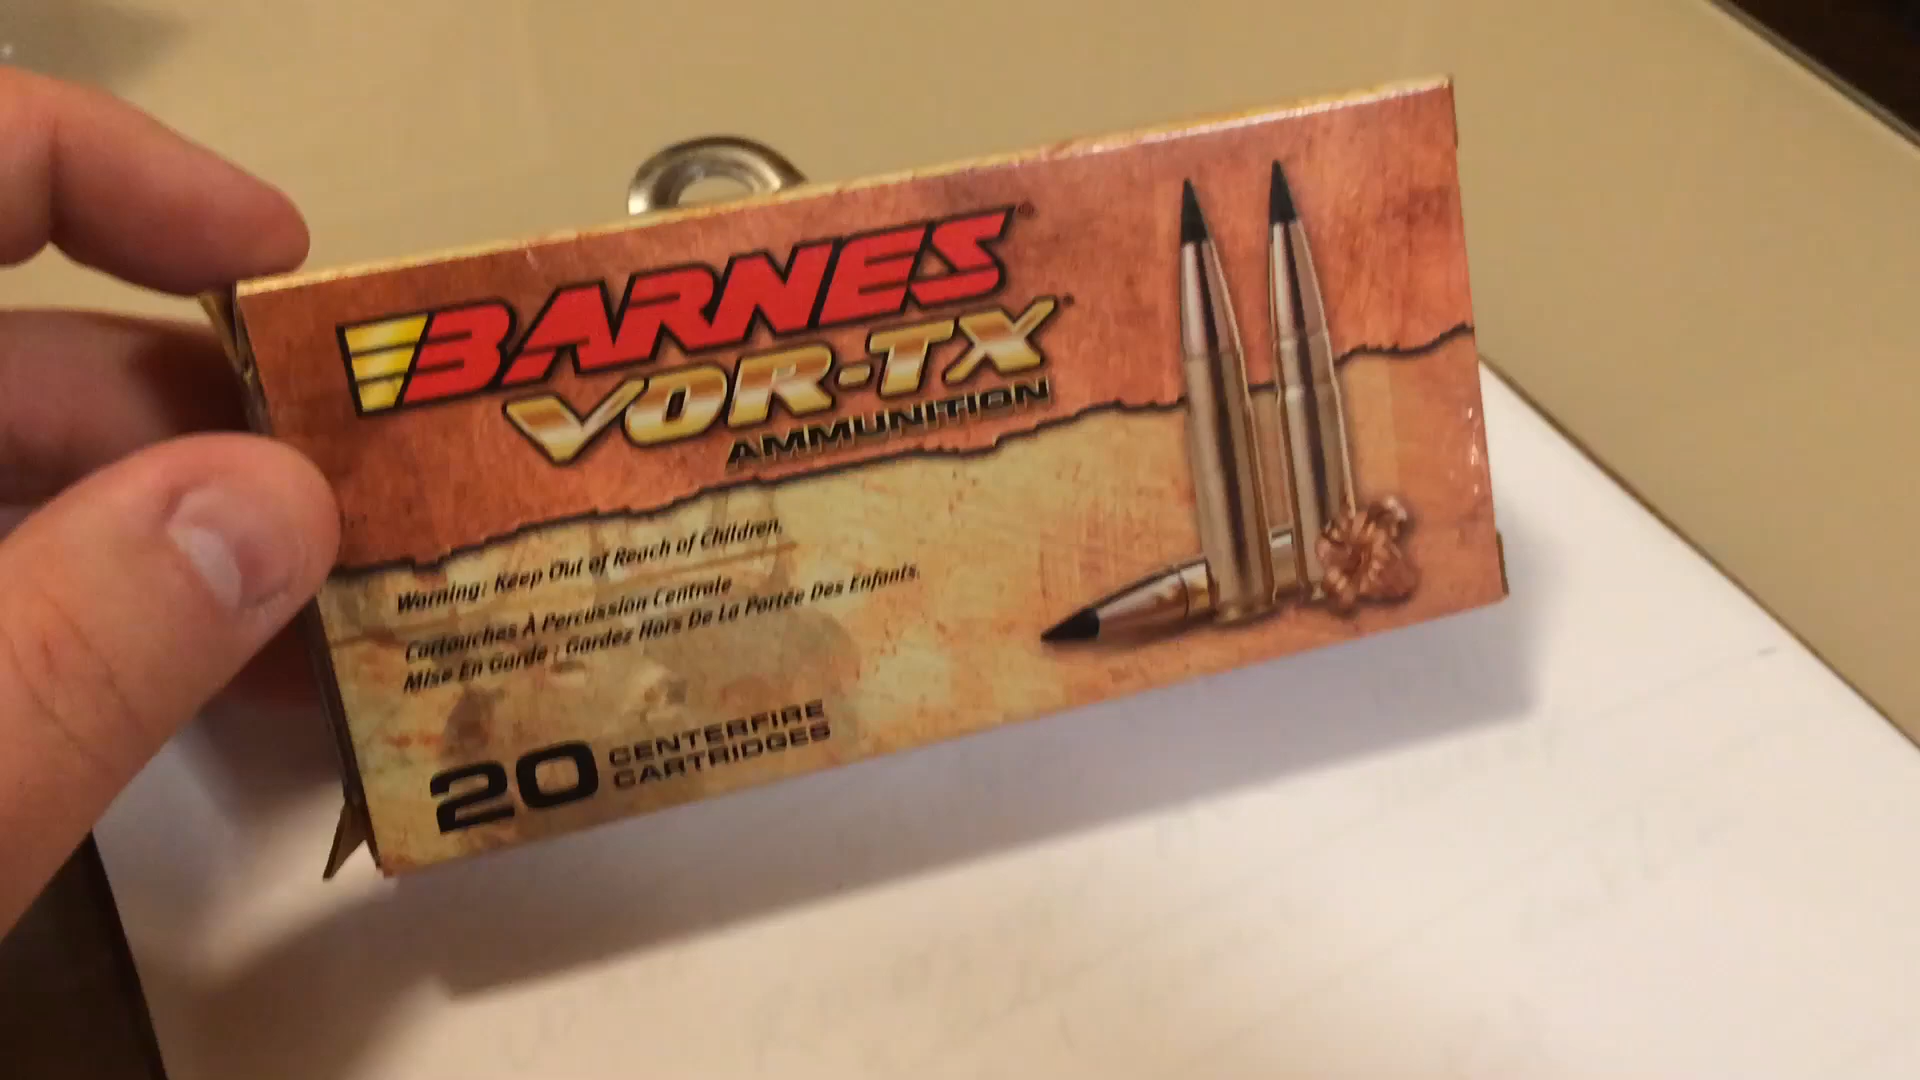 BARNES®
VOR-TX™
AMMUNITION
Warning: Keep Out of Reach of Children.
Cartouches À Percussion Centrale
Mise En Garde : Gardez Hors De La Portée Des Enfants.
20 CENTERFIRE
CARTRIDGES